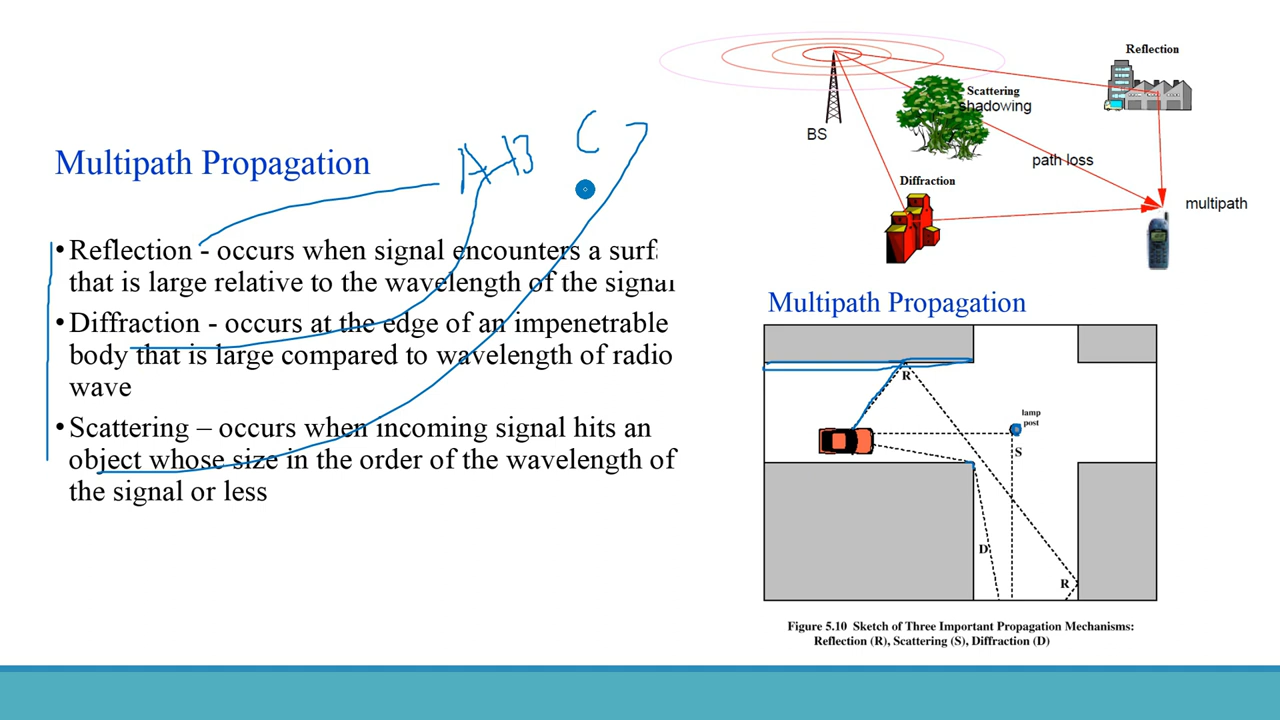 Multipath Propagation
A B C
• Reflection - occurs when signal encounters a surf
that is large relative to the wavelength of the signal
• Diffraction - occurs at the edge of an impenetrable
body that is large compared to wavelength of radio
wave
• Scattering – occurs when incoming signal hits an
object whose size in the order of the wavelength of
the signal or less
Reflection
Scattering
shadowing
BS
path loss
Diffraction
multipath
Multipath Propagation
R
lamp
post
S
D
R
Figure 5.10 Sketch of Three Important Propagation Mechanisms:
Reflection (R), Scattering (S), Diffraction (D)